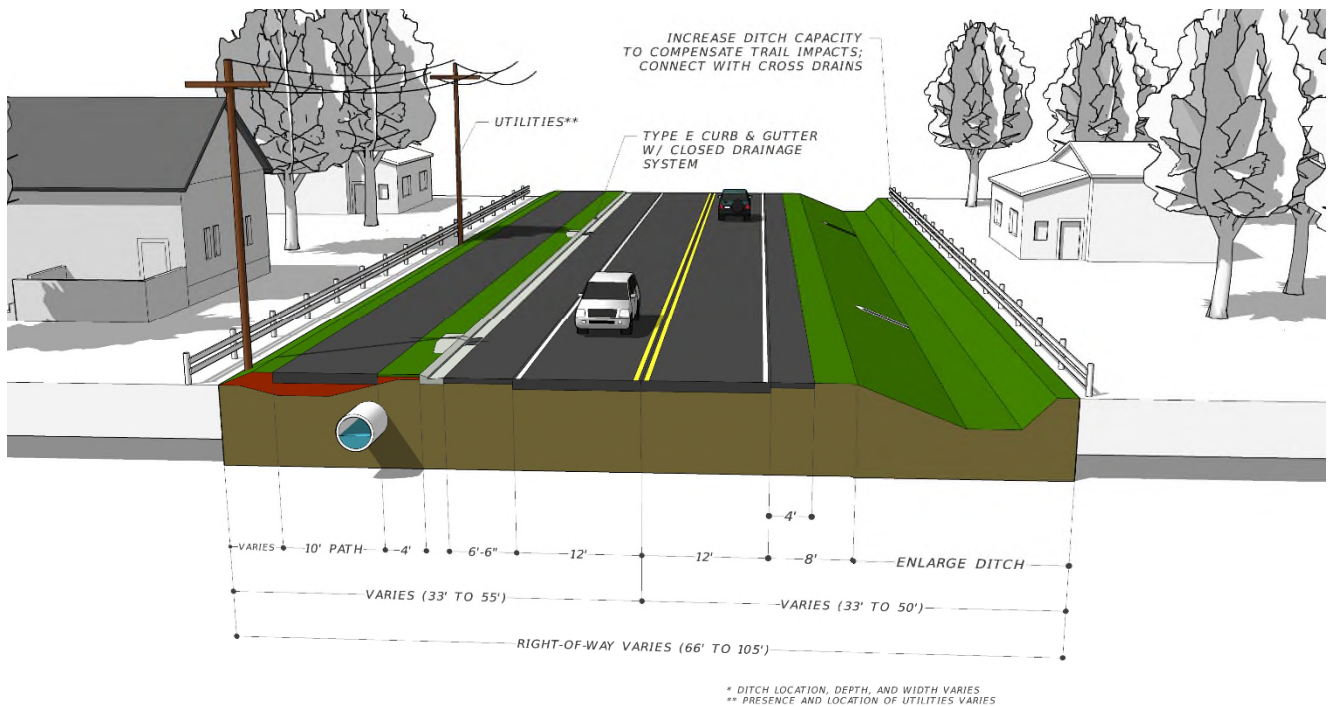 INCREASE DITCH CAPACITY
TO COMPENSATE TRAIL IMPACTS;
CONNECT WITH CROSS DRAINS
UTILITIES**
TYPE E CURB & GUTTER
W/ CLOSED DRAINAGE
SYSTEM
4'
VARIES
10' PATH
4'
6'-6"
12'
12'
8'
ENLARGE DITCH
VARIES (33' TO 55')
VARIES (33' TO 50')
RIGHT-OF-WAY VARIES (66' TO 105')
* DITCH LOCATION, DEPTH, AND WIDTH VARIES
** PRESENCE AND LOCATION OF UTILITIES VARIES